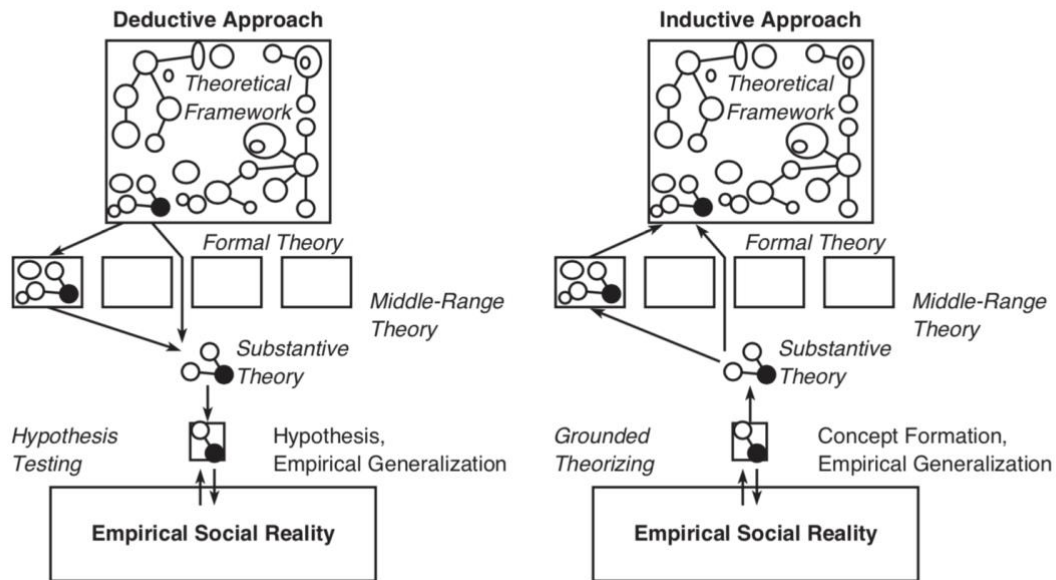 Deductive Approach
Theoretical
Framework
Formal Theory
Middle-Range
Theory
Substantive
Theory
Hypothesis
Testing
Hypothesis,
Empirical Generalization
Empirical Social Reality
Inductive Approach
Theoretical
Framework
Formal Theory
Middle-Range
Theory
Substantive
Theory
Grounded
Theorizing
Concept Formation,
Empirical Generalization
Empirical Social Reality